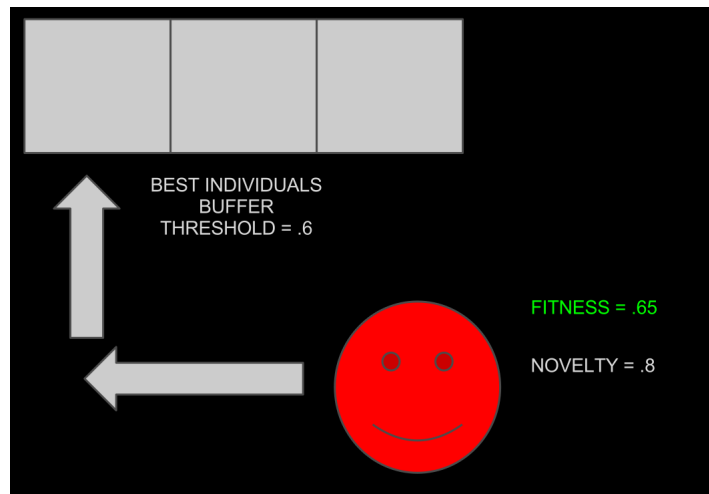 BEST INDIVIDUALS
BUFFER
THRESHOLD = .6
FITNESS = .65
NOVELTY = .8